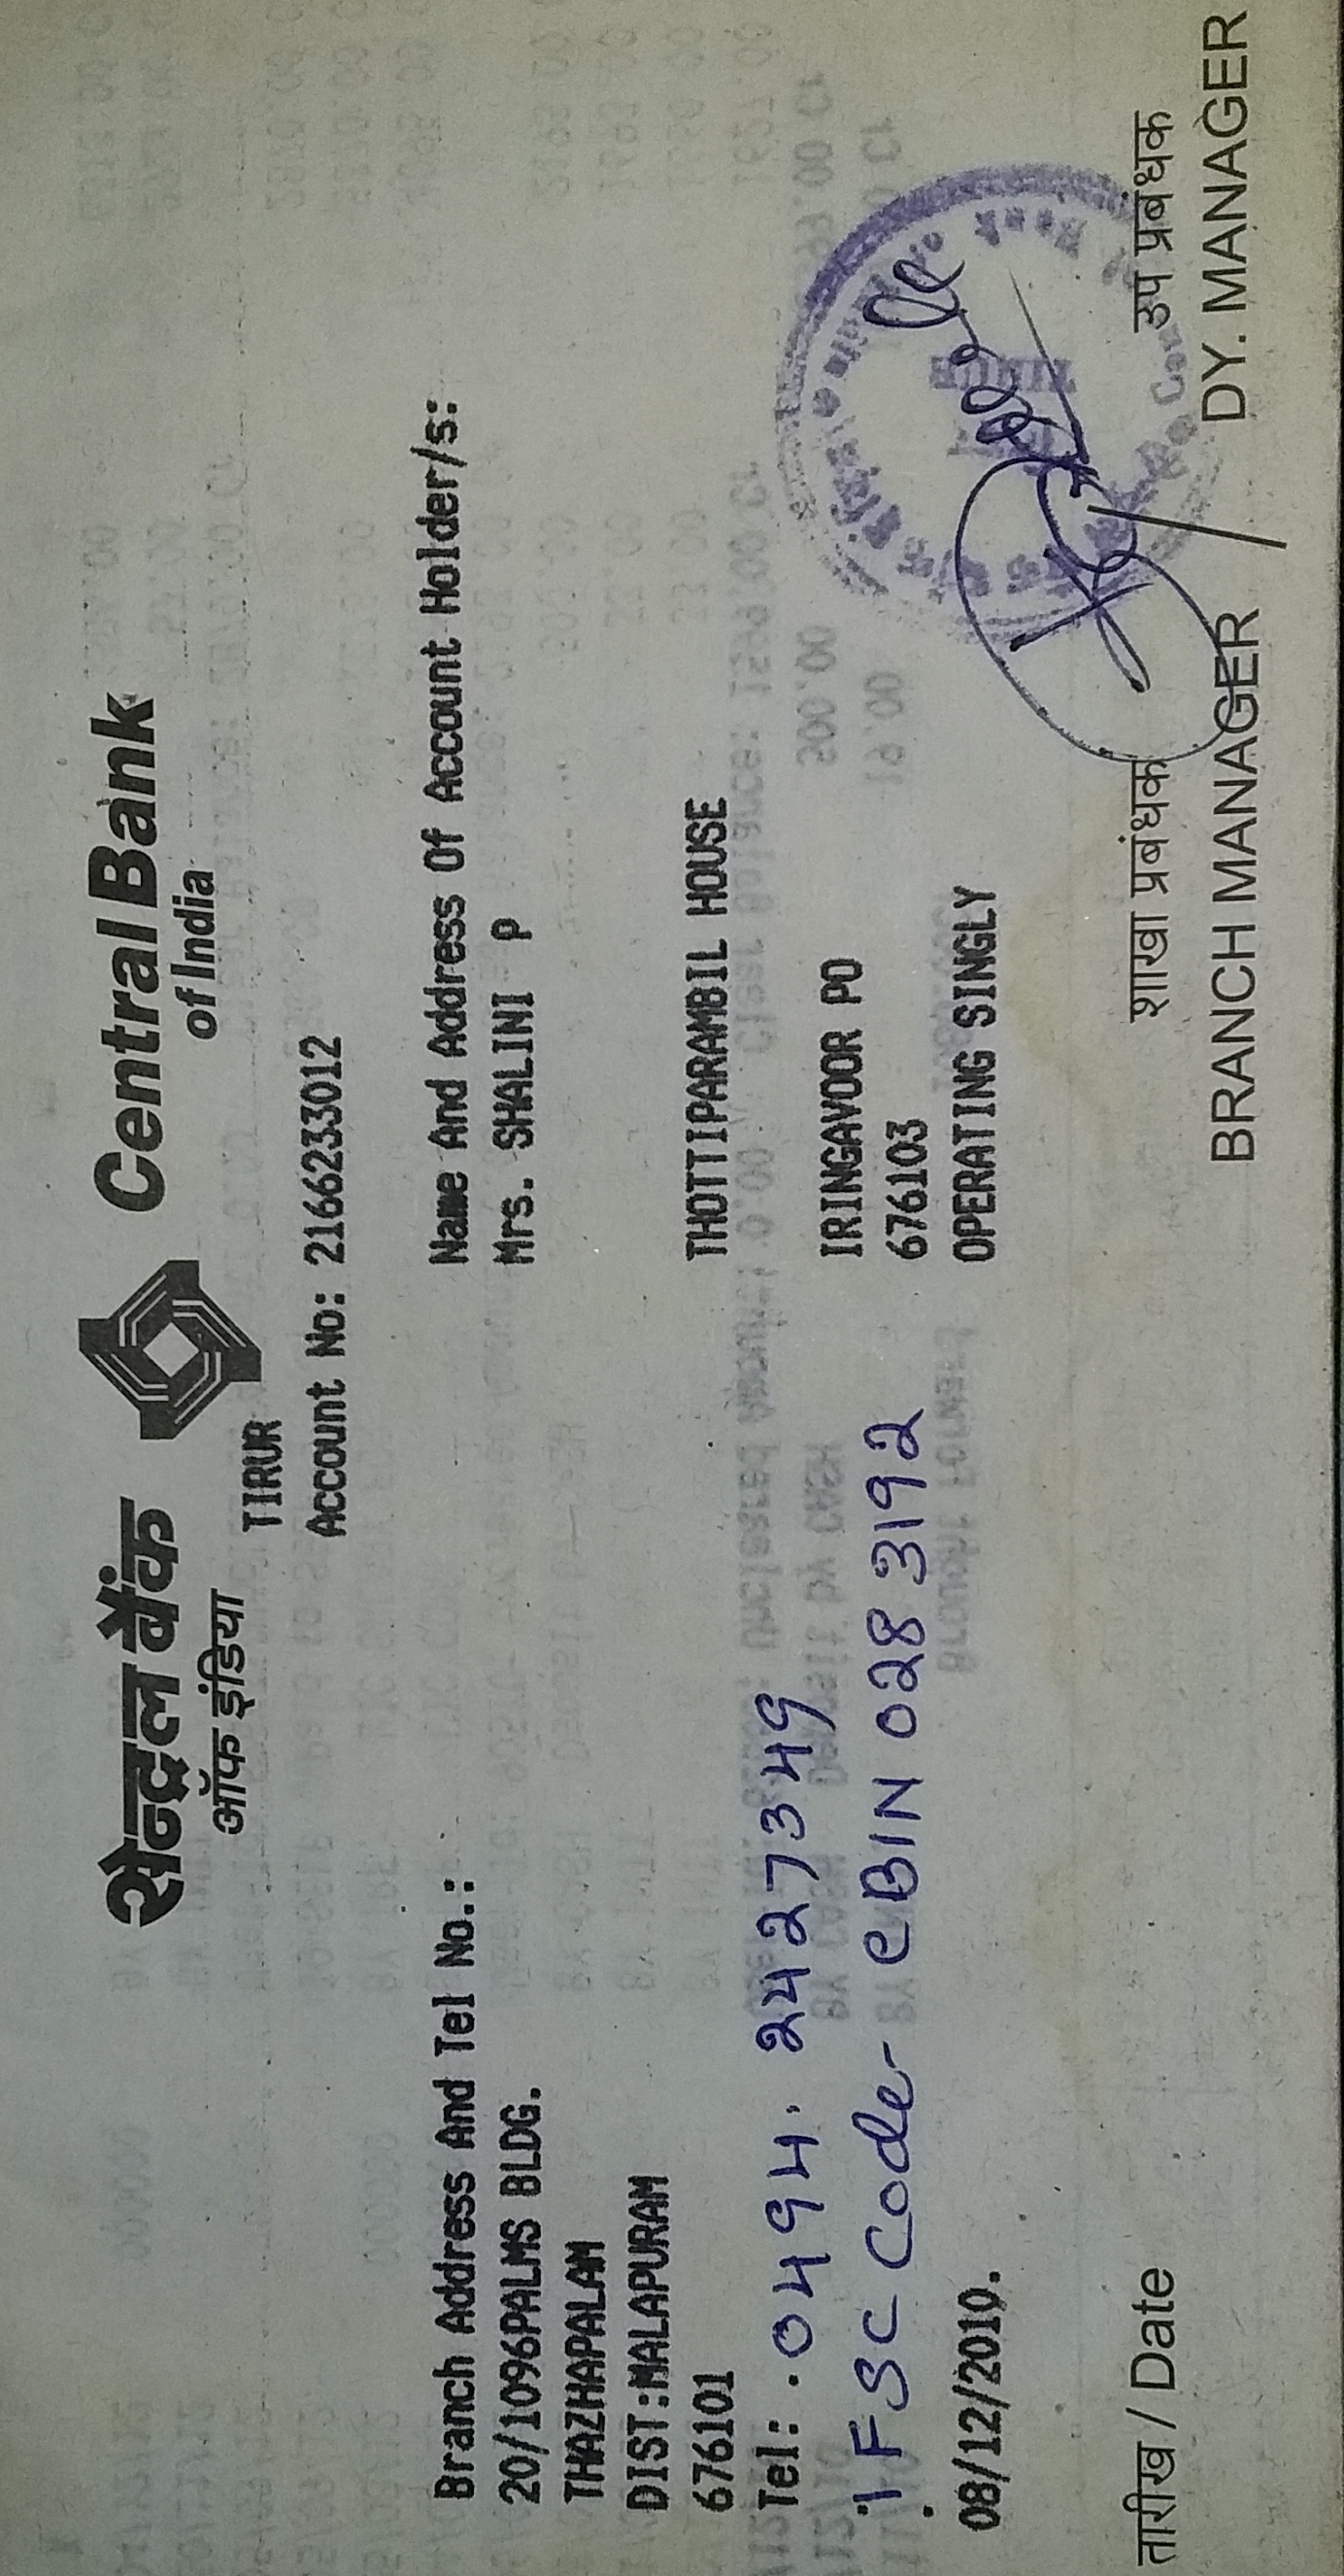 सेन्ट्रल बैंक
ऑफ इंडिया
Central Bank
of India
TIRUR
Account No: 2166233012
Branch Address And Tel No.:
20/1096PALMS BLDG.
THAZHAPALAM
DIST:MALAPURAM
676101
Tel: .0494. 2427349
IFSC Code- CBIN 0283192
08/12/2010.
Name And Address Of Account Holder/s:
Mrs. SHALINI P
THOTTIPARAMBIL HOUSE
IRINGAVOOR PO
676103
OPERATING SINGLY
तारीख / Date
शाखा प्रबंधक
BRANCH MANAGER
उप प्रबंधक
DY. MANAGER